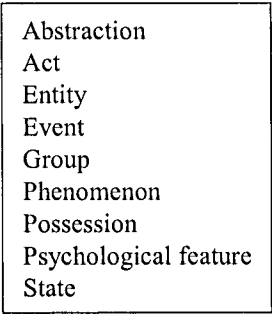 Abstraction
Act
Entity
Event
Group
Phenomenon
Possession
Psychological feature
State